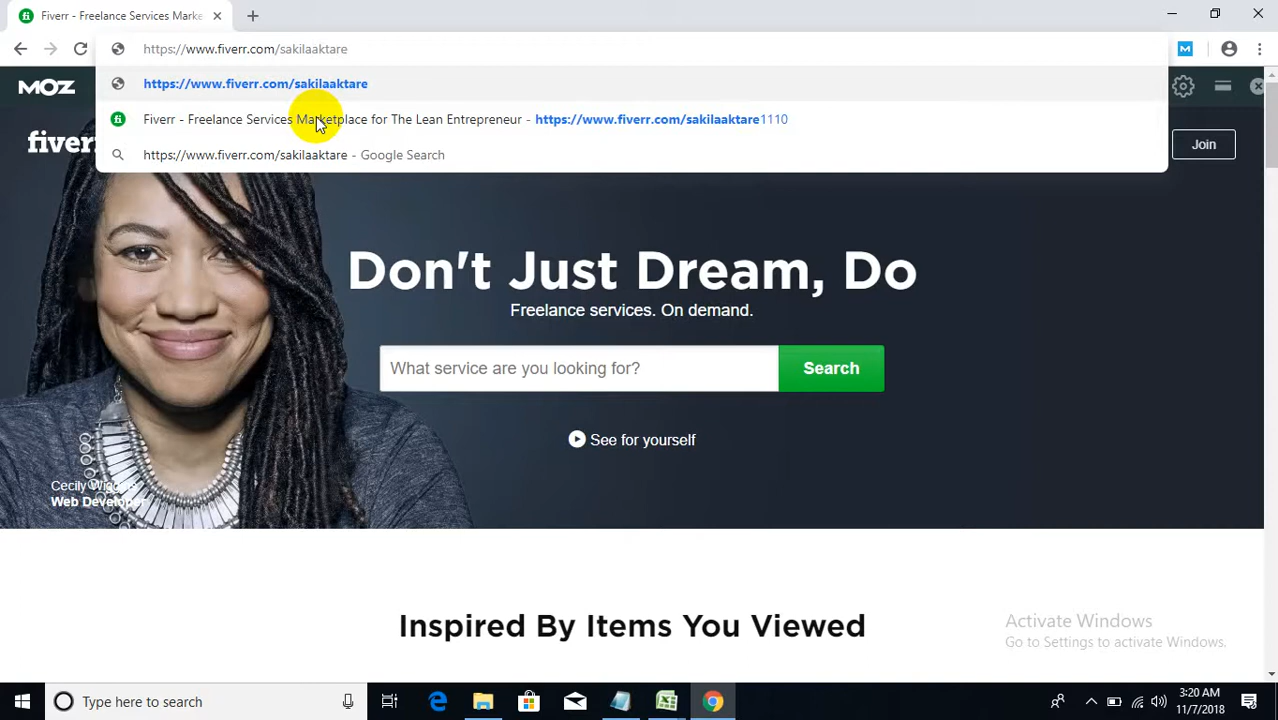 Fiverr - Freelance Services Marke
https://www.fiverr.com/sakilaaktare
https://www.fiverr.com/sakilaaktare
Fiverr - Freelance Services Marketplace for The Lean Entrepreneur - https://www.fiverr.com/sakilaaktare1110
https://www.fiverr.com/sakilaaktare - Google Search
MOZ
fiverr
Join
Don't Just Dream, Do
Freelance services. On demand.
What service are you looking for?
Search
See for yourself
Cecily
Web Developer
Inspired By Items You Viewed
Activate Windows
Go to Settings to activate Windows.
Type here to search
3:20 AM
11/7/2018